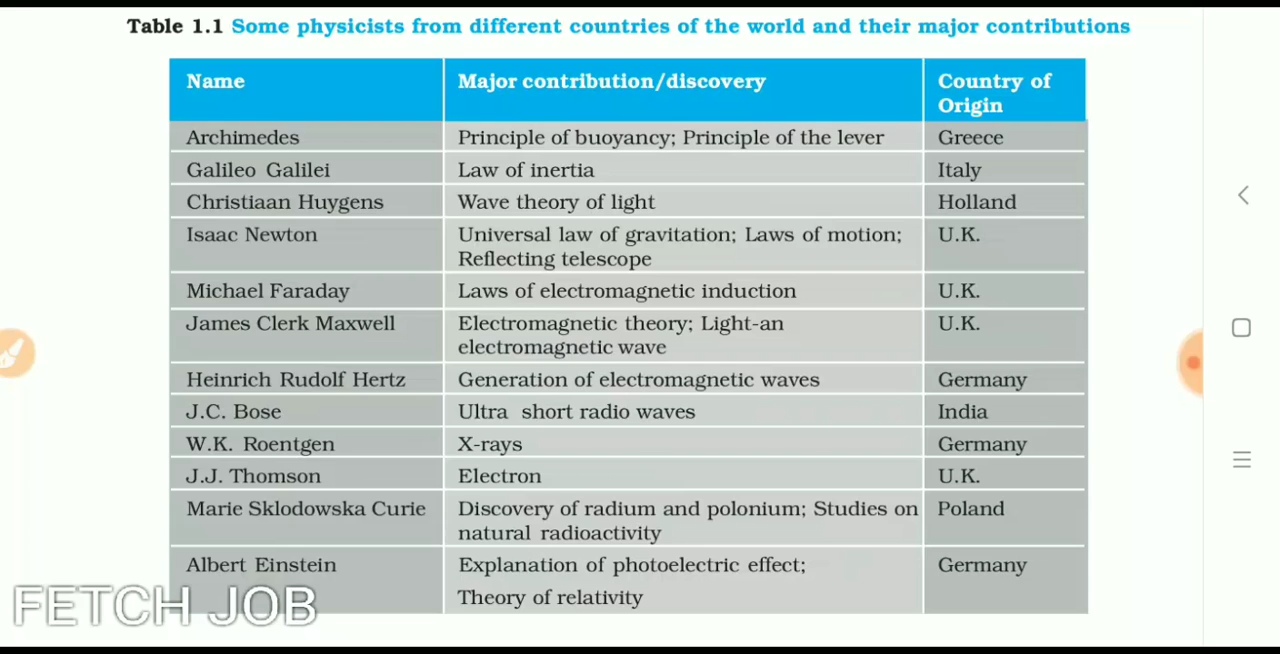 Table 1.1 Some physicists from different countries of the world and their major contributions
Name Major contribution/discovery Country of
Origin
Archimedes Principle of buoyancy; Principle of the lever Greece
Galileo Galilei Law of inertia Italy
Christiaan Huygens Wave theory of light Holland
Isaac Newton Universal law of gravitation; Laws of motion; U.K.
Reflecting telescope
Michael Faraday Laws of electromagnetic induction U.K.
James Clerk Maxwell Electromagnetic theory; Light-an U.K.
electromagnetic wave
Heinrich Rudolf Hertz Generation of electromagnetic waves Germany
J.C. Bose Ultra short radio waves India
W.K. Roentgen X-rays Germany
J.J. Thomson Electron U.K.
Marie Sklodowska Curie Discovery of radium and polonium; Studies on Poland
natural radioactivity
Albert Einstein Explanation of photoelectric effect; Germany
Theory of relativity
FETCH JOB